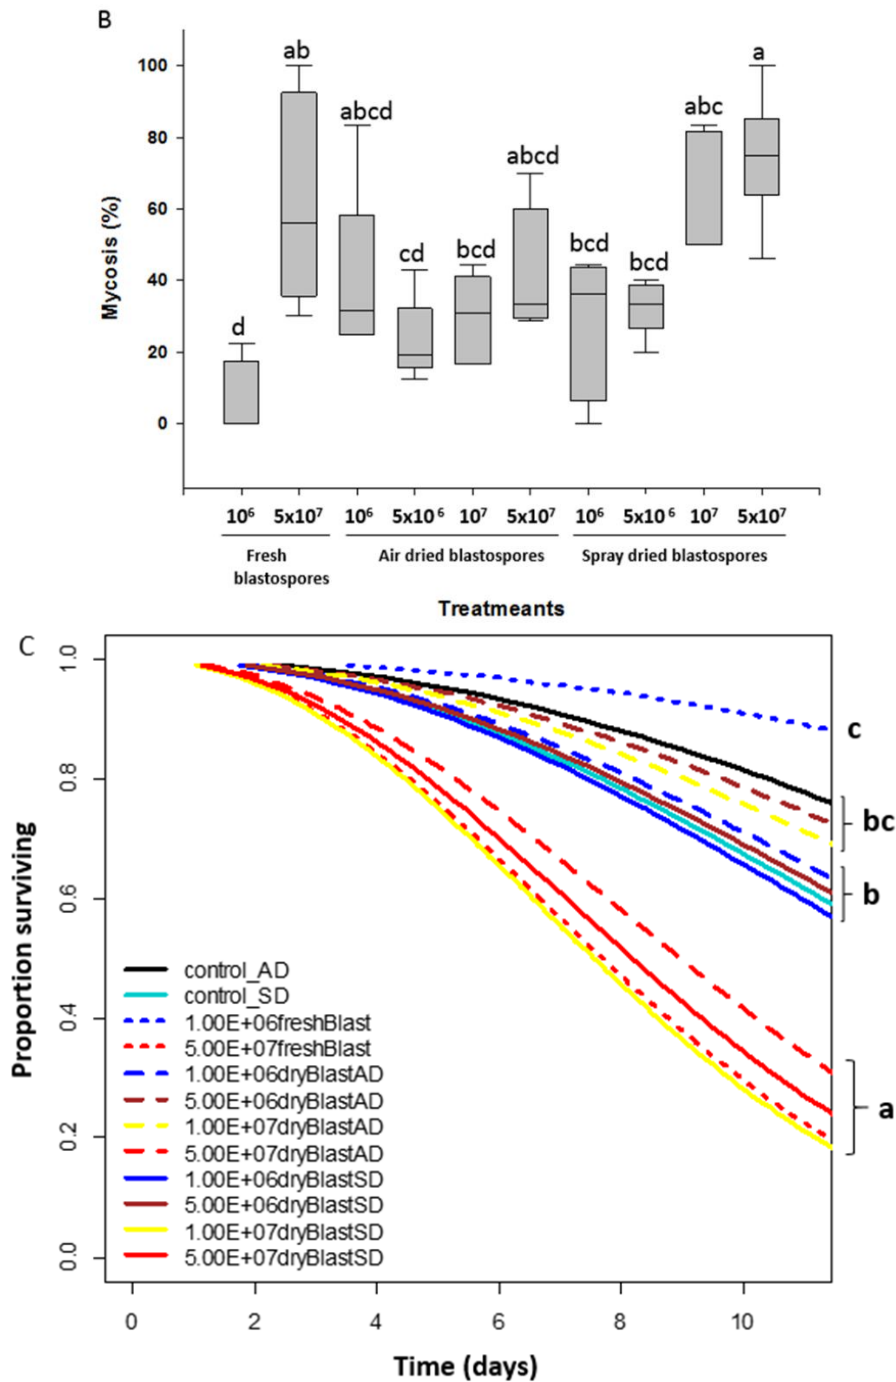 B
Mycosis (%)
100
80
60
40
20
0
d
ab
abcd
cd
bcd
abcd
bcd
bcd
abc
a
10⁶ 5x10⁷ 10⁶ 5x10⁶ 10⁷ 5x10⁷ 10⁶ 5x10⁶ 10⁷ 5x10⁷
Fresh blastospores
Air dried blastospores
Spray dried blastospores
Treatmeants
C
Proportion surviving
1.0
0.8
0.6
0.4
0.2
0.0
c
bc
b
a
control_AD
control_SD
1.00E+06freshBlast
5.00E+07freshBlast
1.00E+06dryBlastAD
5.00E+06dryBlastAD
1.00E+07dryBlastAD
5.00E+07dryBlastAD
1.00E+06dryBlastSD
5.00E+06dryBlastSD
1.00E+07dryBlastSD
5.00E+07dryBlastSD
0 2 4 6 8 10
Time (days)